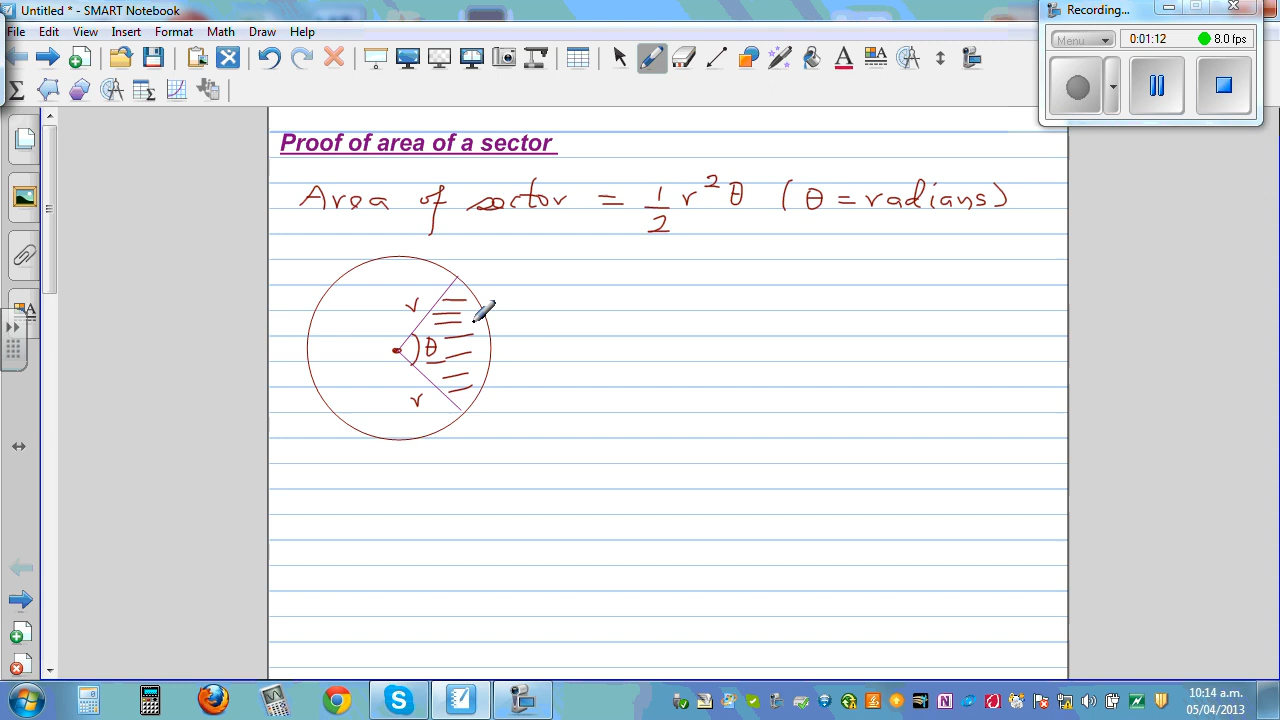 Untitled * - SMART Notebook
Recording...
File Edit View Insert Format Math Draw Help
Menu 0:01:12 8.0 fps
Proof of area of a sector
Area of sector = 1/2 r² θ (θ = radians)
r
θ
r
10:14 a.m.
05/04/2013